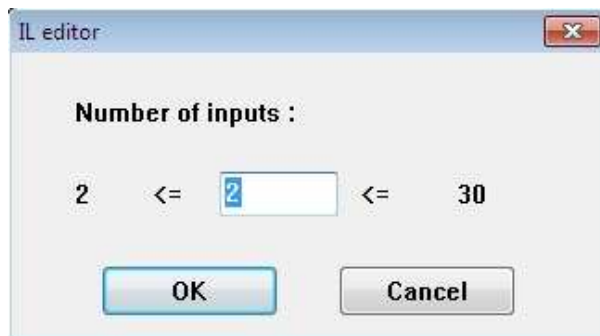 IL editor
Number of inputs :
2 <= 2 <= 30
OK Cancel